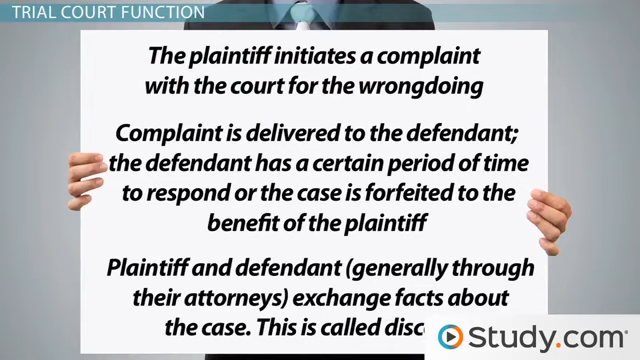 TRIAL COURT FUNCTION
The plaintiff initiates a complaint
with the court for the wrongdoing
Complaint is delivered to the defendant;
the defendant has a certain period of time
to respond or the case is forfeited to the
benefit of the plaintiff
Plaintiff and defendant (generally through
their attorneys) exchange facts about
the case. This is called
Study.com